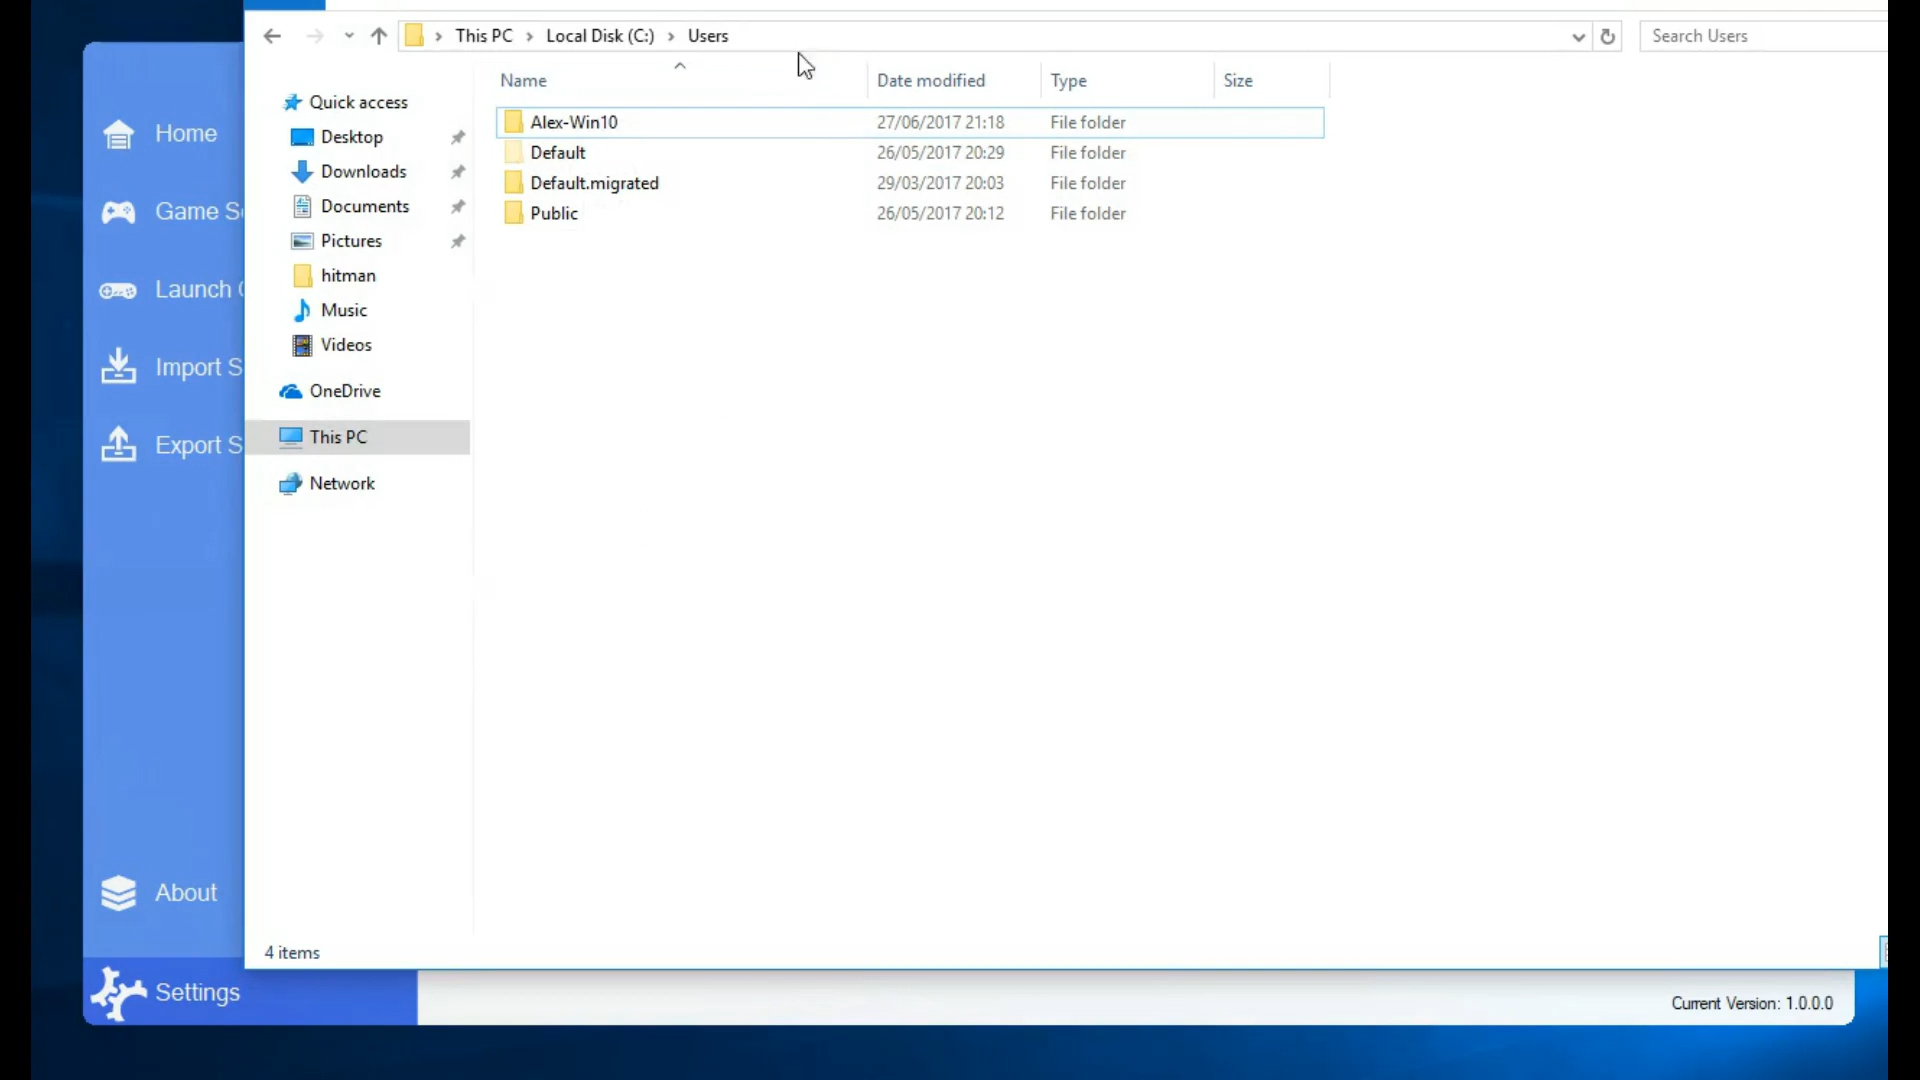 This PC > Local Disk (C:) > Users
Search Users
Name Date modified Type Size
Alex-Win10 27/06/2017 21:18 File folder
Default 26/05/2017 20:29 File folder
Default.migrated 29/03/2017 20:03 File folder
Public 26/05/2017 20:12 File folder
Quick access
Desktop
Downloads
Documents
Pictures
hitman
Music
Videos
OneDrive
This PC
Network
4 items
Home
Game
Launch
Import
Export
About
Settings
Current Version: 1.0.0.0